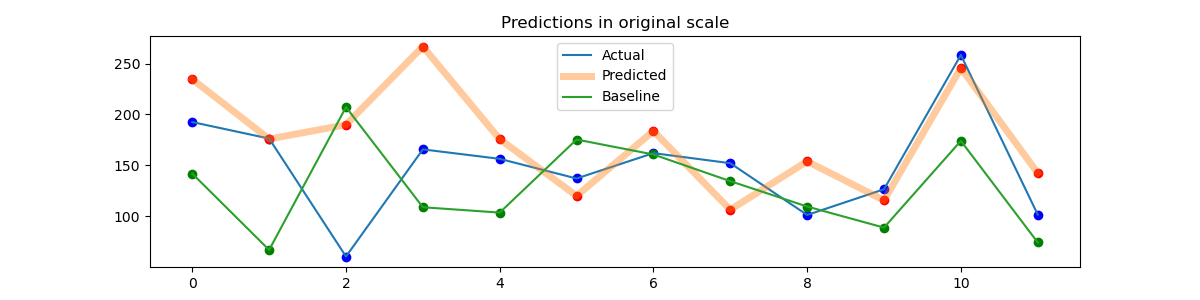 Predictions in original scale
Actual
Predicted
Baseline
250
200
150
100
0 2 4 6 8 10